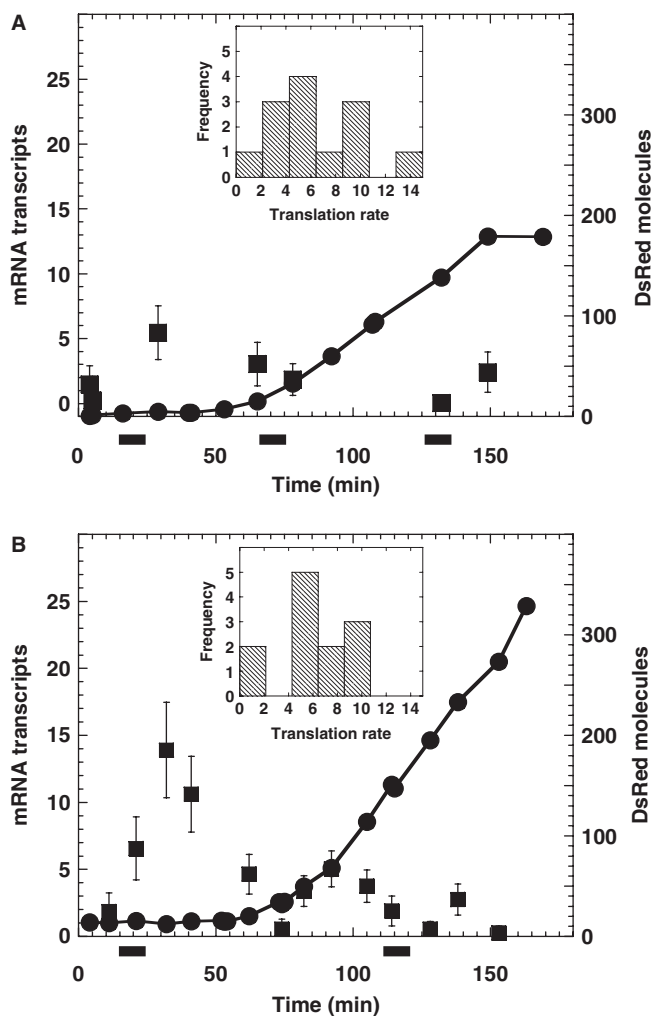 A
mRNA transcripts
25
20
15
10
5
0
Frequency
5
4
3
2
1
0
0 2 4 6 8 10 12 14
Translation rate
300
200
100
0
DsRed molecules
0 50 100 150
Time (min)
B
mRNA transcripts
25
20
15
10
5
0
Frequency
5
4
3
2
1
0
0 2 4 6 8 10 12 14
Translation rate
300
200
100
0
DsRed molecules
0 50 100 150
Time (min)